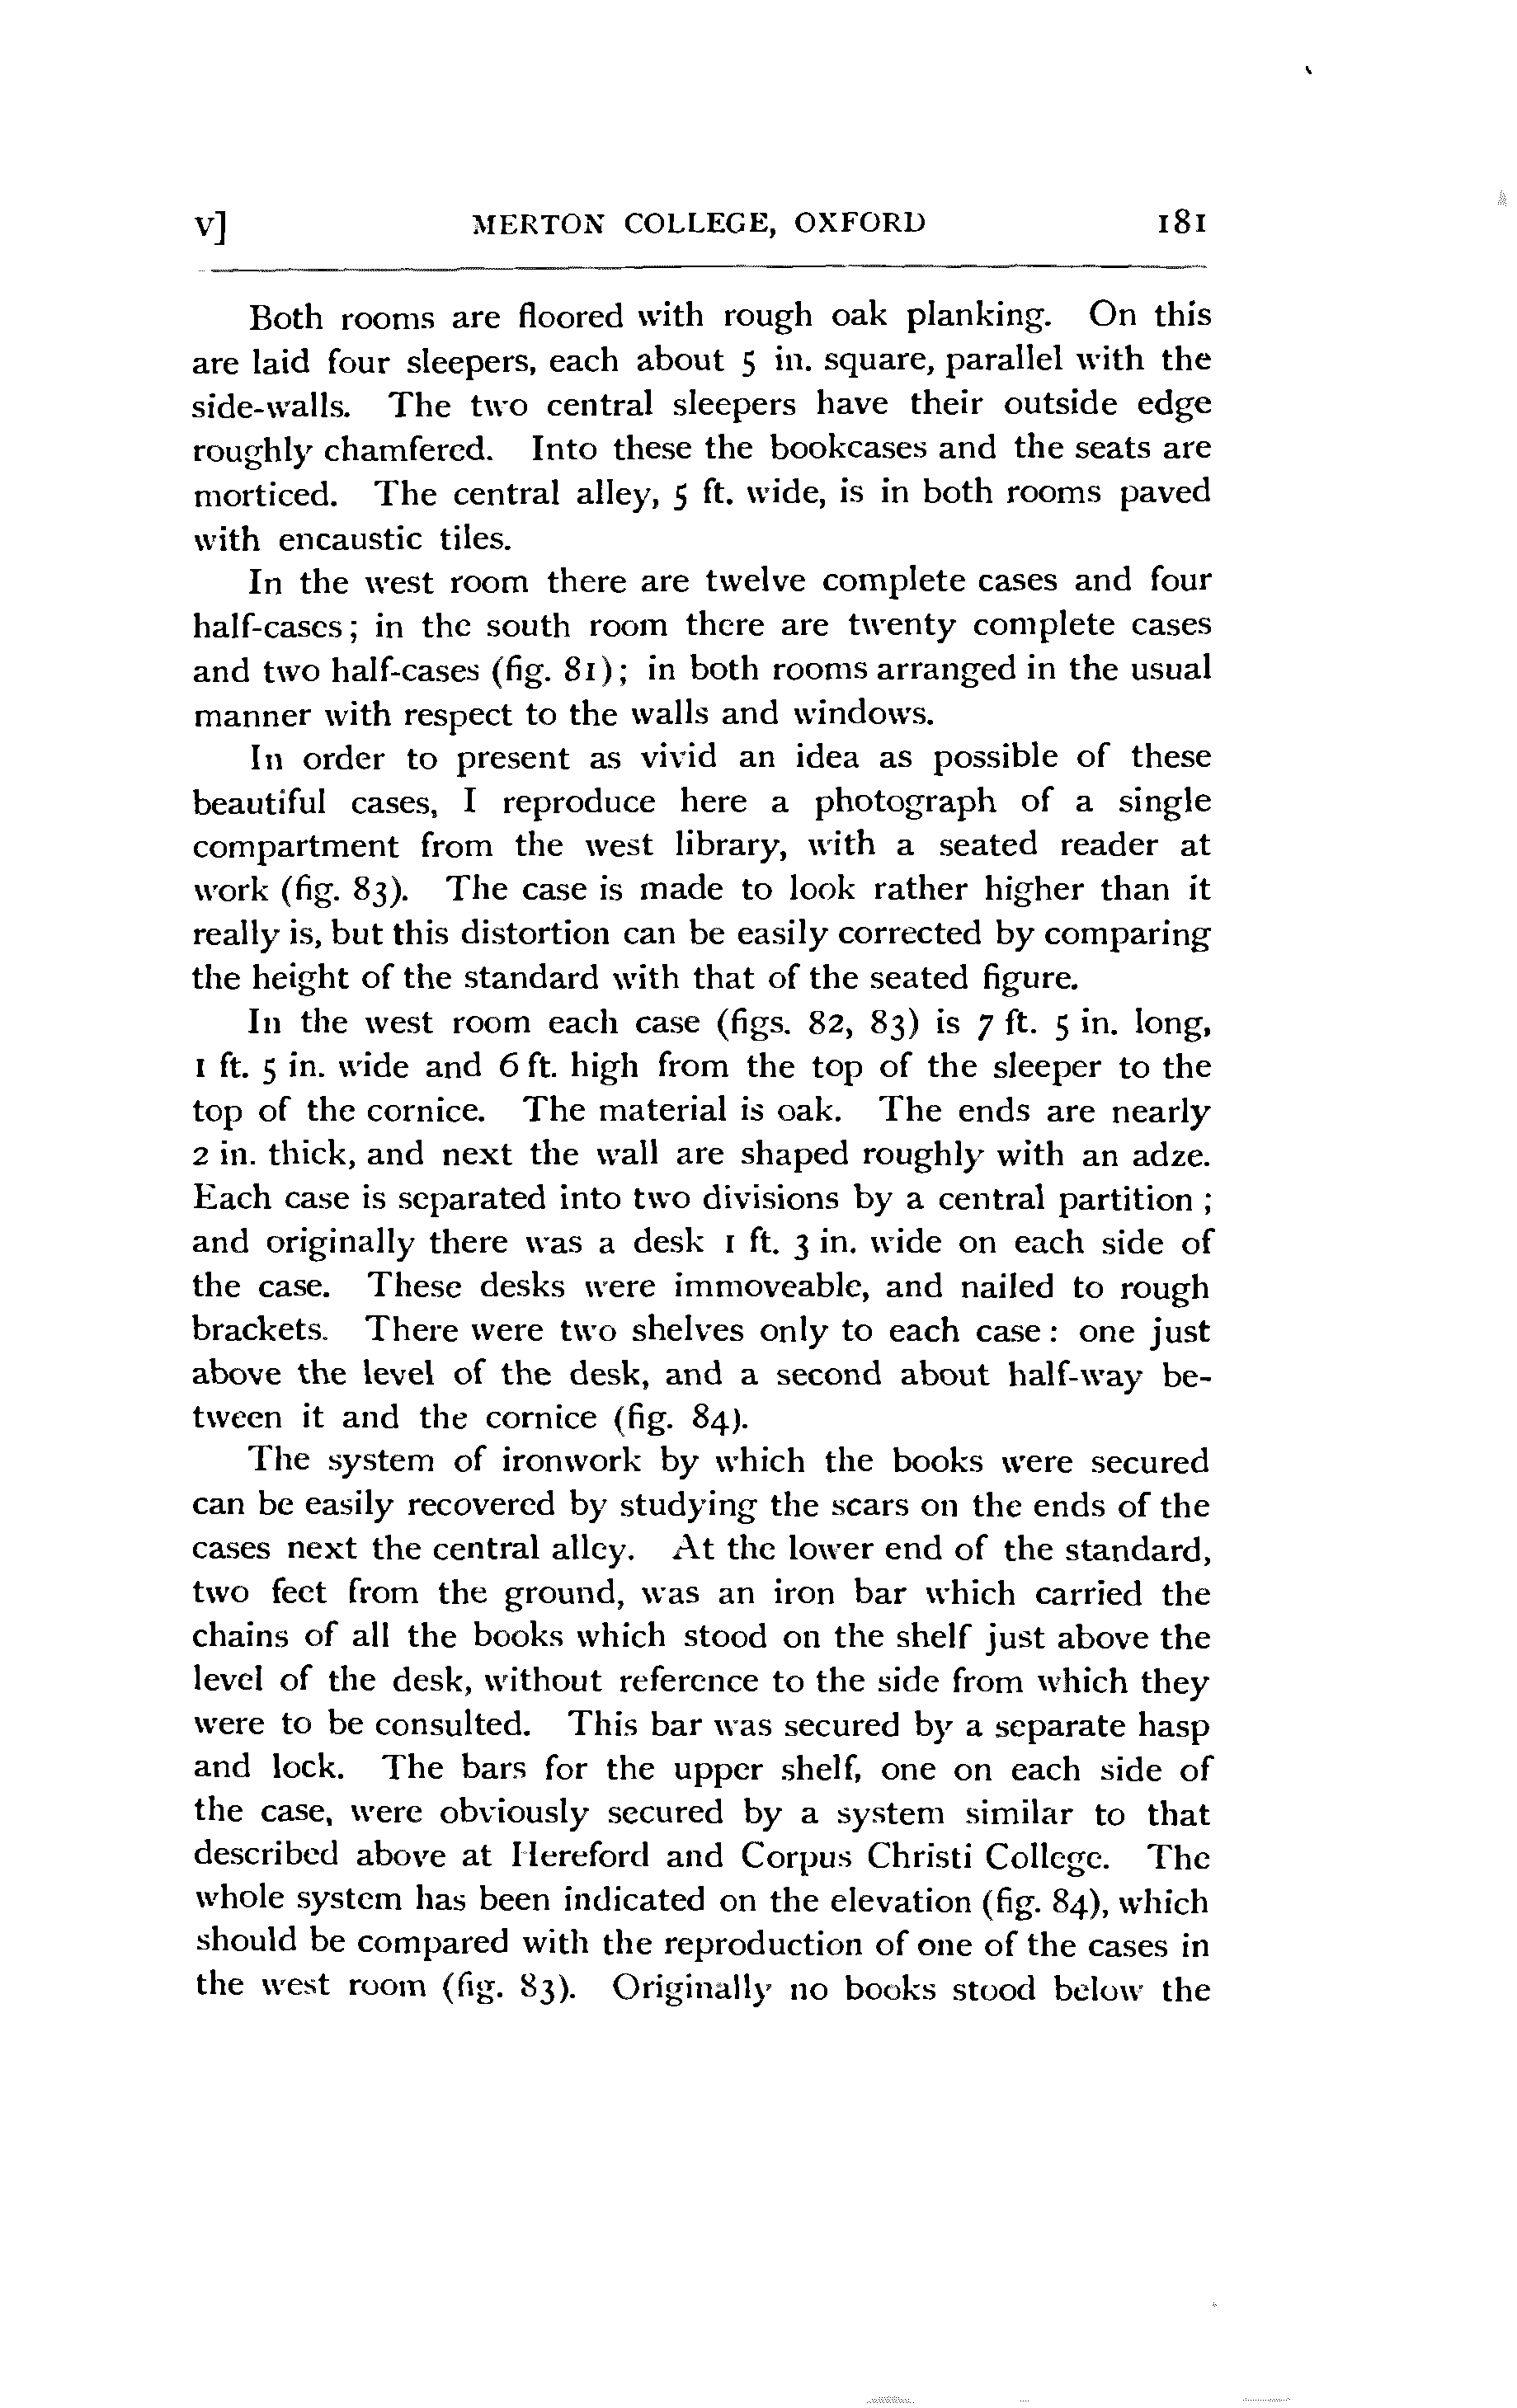 v] MERTON COLLEGE, OXFORD 181
Both rooms are floored with rough oak planking. On this
are laid four sleepers, each about 5 in. square, parallel with the
side-walls. The two central sleepers have their outside edge
roughly chamfered. Into these the bookcases and the seats are
morticed. The central alley, 5 ft. wide, is in both rooms paved
with encaustic tiles.
In the west room there are twelve complete cases and four
half-cases; in the south room there are twenty complete cases
and two half-cases (fig. 81); in both rooms arranged in the usual
manner with respect to the walls and windows.
In order to present as vivid an idea as possible of these
beautiful cases, I reproduce here a photograph of a single
compartment from the west library, with a seated reader at
work (fig. 83). The case is made to look rather higher than it
really is, but this distortion can be easily corrected by comparing
the height of the standard with that of the seated figure.
In the west room each case (figs. 82, 83) is 7 ft. 5 in. long,
1 ft. 5 in. wide and 6 ft. high from the top of the sleeper to the
top of the cornice. The material is oak. The ends are nearly
2 in. thick, and next the wall are shaped roughly with an adze.
Each case is separated into two divisions by a central partition ;
and originally there was a desk 1 ft. 3 in. wide on each side of
the case. These desks were immoveable, and nailed to rough
brackets. There were two shelves only to each case: one just
above the level of the desk, and a second about half-way be-
tween it and the cornice (fig. 84).
The system of ironwork by which the books were secured
can be easily recovered by studying the scars on the ends of the
cases next the central alley. At the lower end of the standard,
two feet from the ground, was an iron bar which carried the
chains of all the books which stood on the shelf just above the
level of the desk, without reference to the side from which they
were to be consulted. This bar was secured by a separate hasp
and lock. The bars for the upper shelf, one on each side of
the case, were obviously secured by a system similar to that
described above at Hereford and Corpus Christi College. The
whole system has been indicated on the elevation (fig. 84), which
should be compared with the reproduction of one of the cases in
the west room (fig. 83). Originally no books stood below the